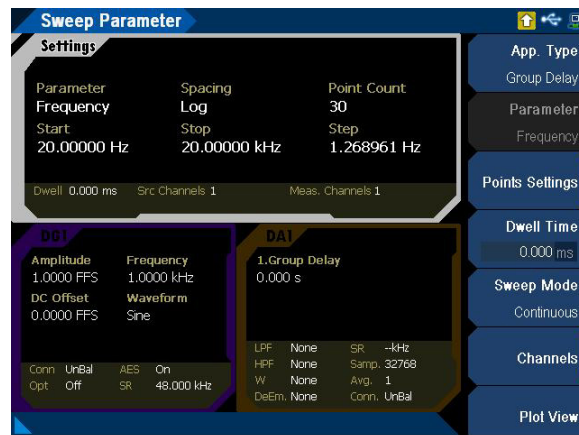 Sweep Parameter
Settings
Parameter Spacing Point Count
Frequency Log 30
Start Stop Step
20.00000 Hz 20.00000 kHz 1.268961 Hz
Dwell 0.000 ms Src Channels 1 Meas. Channels 1
DG1
Amplitude Frequency
1.0000 FFS 1.0000 kHz
DC Offset Waveform
0.0000 FFS Sine
Conn UnBal AES On
Opt Off SR 48.000 kHz
DA1
1.Group Delay
0.000 s
LPF None SR --kHz
HPF None Samp. 32768
W None Avg. 1
DeEm. None Conn. UnBal
App. Type
Group Delay
Parameter
Frequency
Points Settings
Dwell Time
0.000 ms
Sweep Mode
Continuous
Channels
Plot View